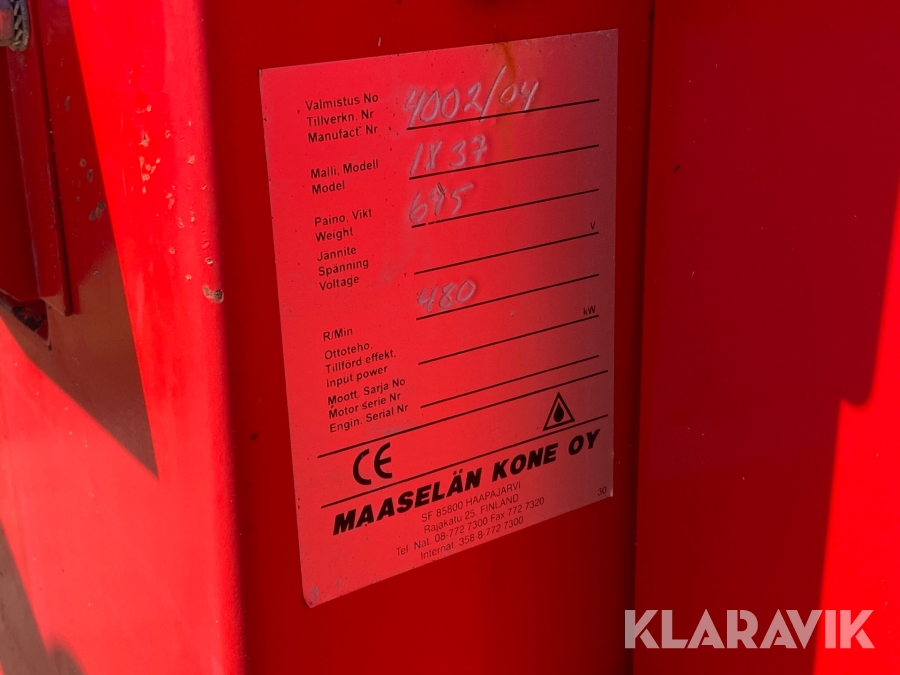 Valmistus No
Tillverkn. Nr
Manufact. Nr
4002/04
Malli, Modell
Model
1837
Paino, Vikt
Weight
695
Jännite
Spänning
Voltage
V
R/Min
480
Ottoteho,
Tillförd effekt,
Input power
kW
Moott. Sarja No
Motor serie Nr
Engin. Serial Nr
CE
MAASELÄN KONE OY
SF 85800 HAAPAJÄRVI
Rajakatu 25, FINLAND
Tel. Nat. 08-772 7300 Fax 772 7320
Internat. 358-8-772 7300
30
KLARAVIK